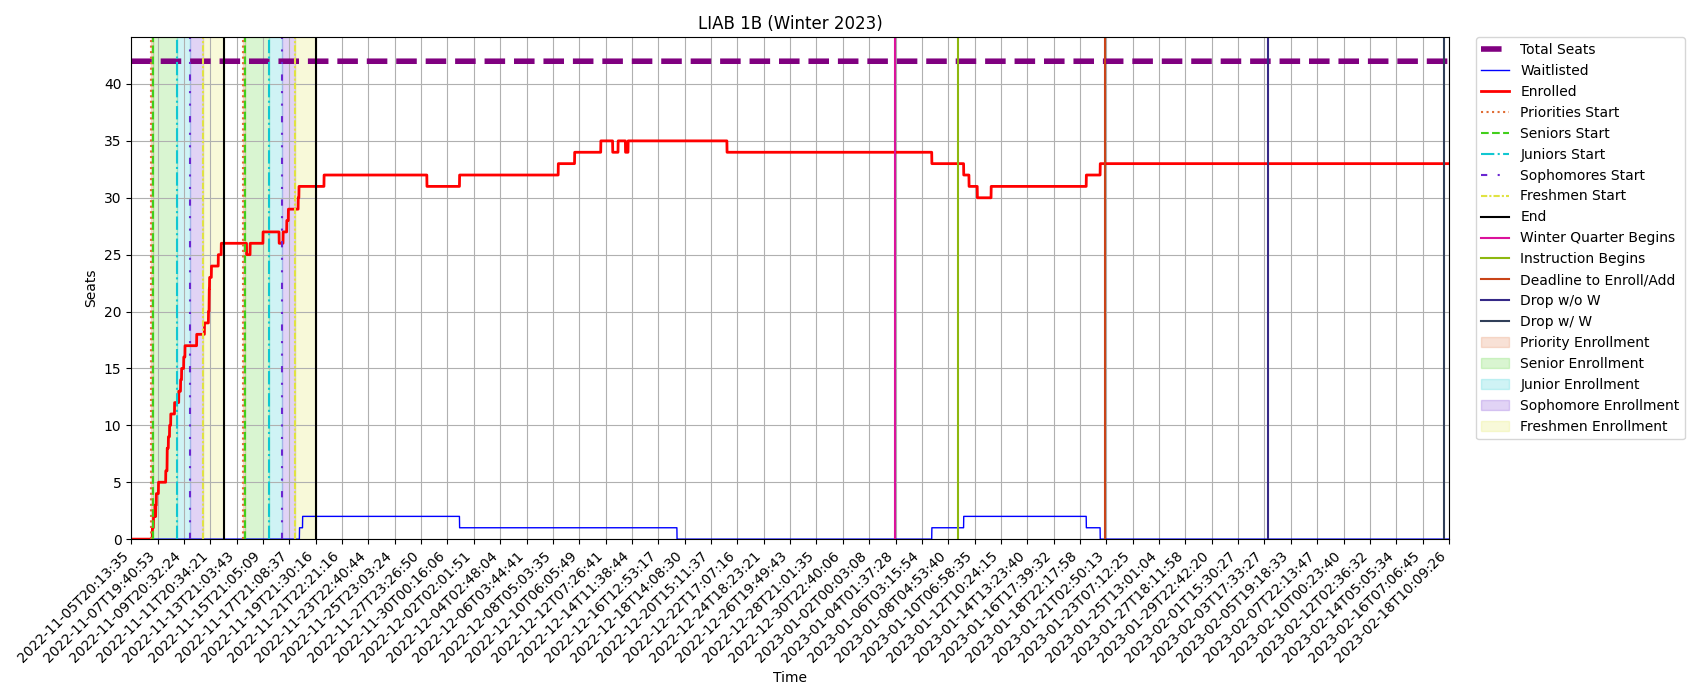 LIAB 1B (Winter 2023)
Seats
40
35
30
25
20
15
10
5
0
2022-11-05T20:13:35
2022-11-07T19:40:53
2022-11-09T20:32:24
2022-11-11T20:34:21
2022-11-13T21:03:43
2022-11-15T21:05:09
2022-11-17T21:08:37
2022-11-19T21:30:16
2022-11-21T22:21:16
2022-11-23T22:40:44
2022-11-25T23:03:24
2022-11-27T23:26:50
2022-11-30T00:16:06
2022-12-02T02:01:51
2022-12-04T02:48:04
2022-12-06T03:44:41
2022-12-08T05:03:35
2022-12-10T06:05:49
2022-12-12T07:26:41
2022-12-14T11:38:44
2022-12-16T12:53:17
2022-12-18T14:08:30
2022-12-20T15:11:37
2022-12-22T17:07:16
2022-12-24T18:23:21
2022-12-26T19:49:43
2022-12-28T21:01:35
2022-12-30T22:40:06
2023-01-02T00:03:08
2023-01-04T01:37:28
2023-01-06T03:15:54
2023-01-08T04:53:40
2023-01-10T06:58:35
2023-01-12T10:24:15
2023-01-14T13:23:40
2023-01-16T17:39:32
2023-01-18T22:17:58
2023-01-21T02:50:13
2023-01-23T07:12:25
2023-01-25T13:01:04
2023-01-27T18:11:58
2023-01-29T22:42:20
2023-02-01T15:30:27
2023-02-03T17:33:27
2023-02-05T19:18:33
2023-02-07T22:13:47
2023-02-10T00:23:40
2023-02-12T02:36:32
2023-02-14T05:05:34
2023-02-16T07:06:45
2023-02-18T10:09:26
Time
Total Seats
Waitlisted
Enrolled
Priorities Start
Seniors Start
Juniors Start
Sophomores Start
Freshmen Start
End
Winter Quarter Begins
Instruction Begins
Deadline to Enroll/Add
Drop w/o W
Drop w/ W
Priority Enrollment
Senior Enrollment
Junior Enrollment
Sophomore Enrollment
Freshmen Enrollment